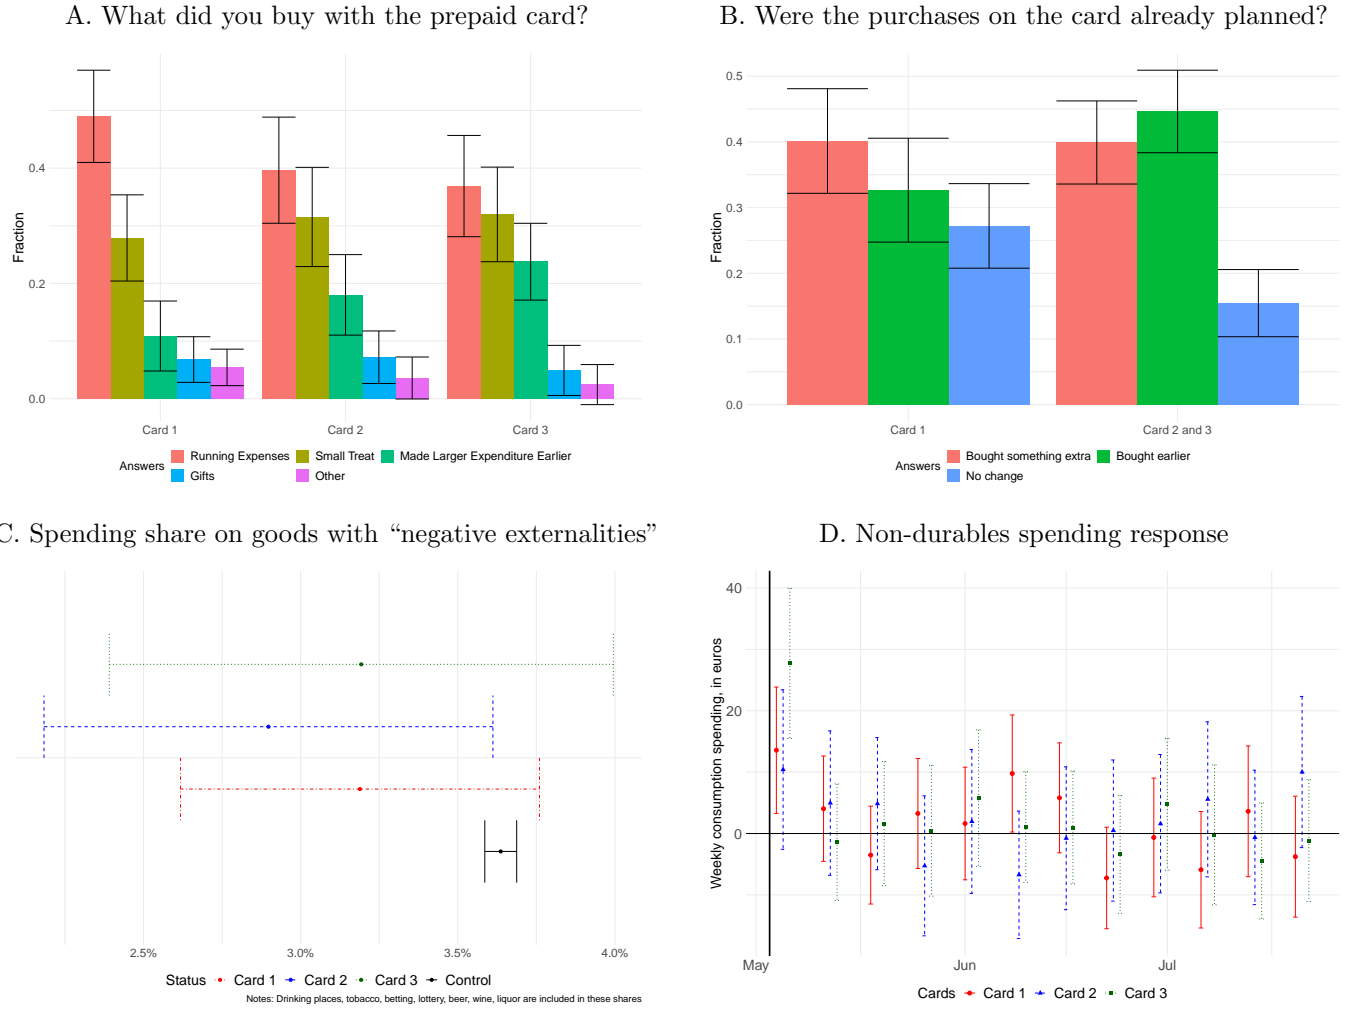 A. What did you buy with the prepaid card?
Fraction
0.4
0.2
0.0
Card 1
Card 2
Card 3
Answers
Running Expenses
Small Treat
Made Larger Expenditure Earlier
Gifts
Other
B. Were the purchases on the card already planned?
Fraction
0.5
0.4
0.3
0.2
0.1
0.0
Card 1
Card 2 and 3
Answers
Bought something extra
Bought earlier
No change
C. Spending share on goods with “negative externalities”
2.5%
3.0%
3.5%
4.0%
Status
Card 1
Card 2
Card 3
Control
Notes: Drinking places, tobacco, betting, lottery, beer, wine, liquor are included in these shares
D. Non-durables spending response
Weekly consumption spending, in euros
40
20
0
May
Jun
Jul
Cards
Card 1
Card 2
Card 3